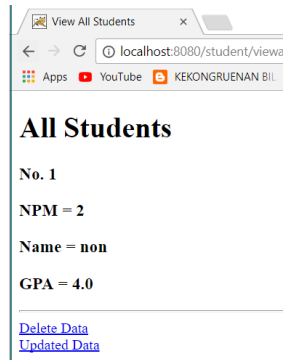 View All Students
localhost:8080/student/viewa
Apps YouTube KEKONGRUENAN BIL
All Students
No. 1
NPM = 2
Name = non
GPA = 4.0
Delete Data
Updated Data